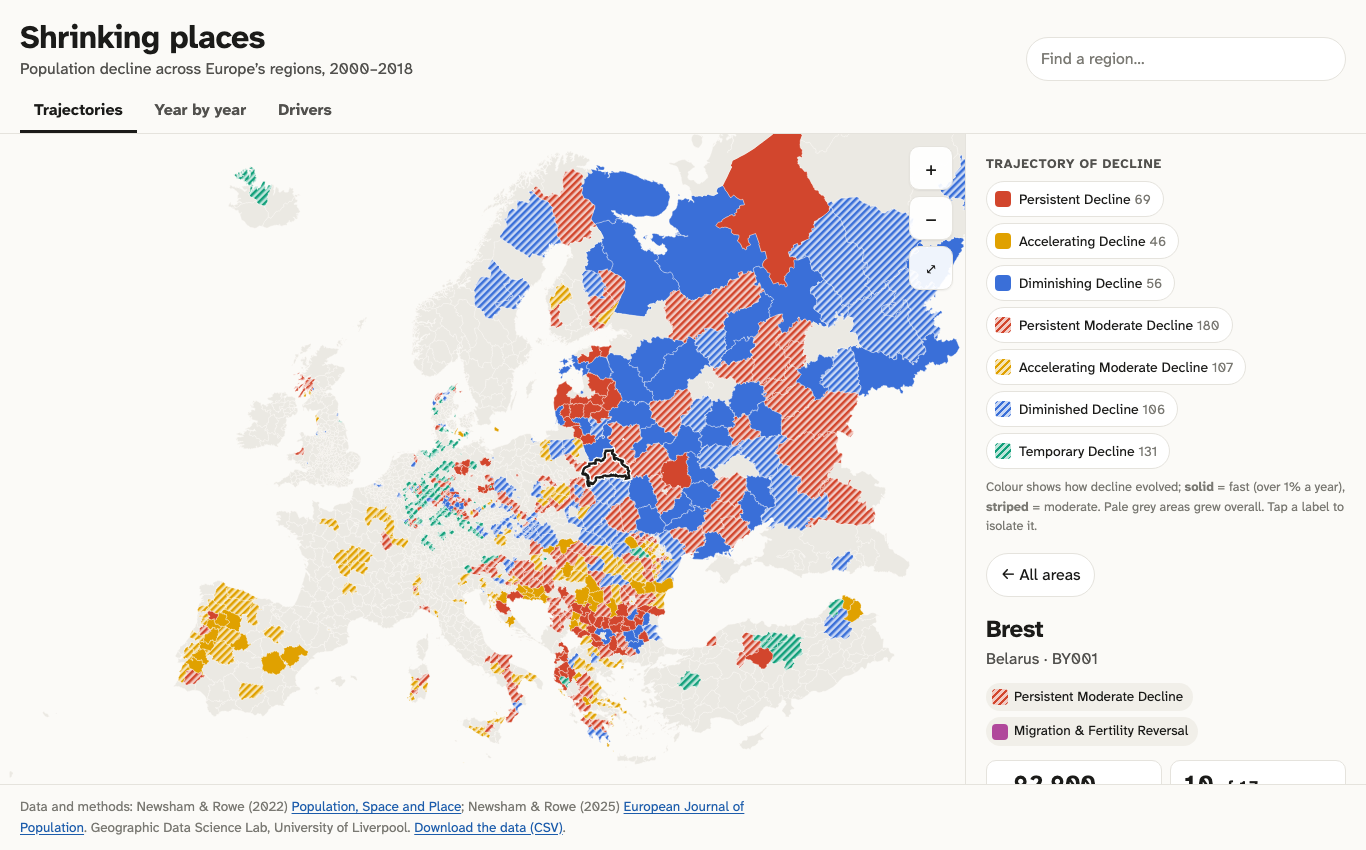 Shrinking places
Population decline across Europe's regions, 2000–2018
Find a region...
Trajectories
Year by year
Drivers
+
−
TRAJECTORY OF DECLINE
Persistent Decline 69
Accelerating Decline 46
Diminishing Decline 56
Persistent Moderate Decline 180
Accelerating Moderate Decline 107
Diminished Decline 106
Temporary Decline 131
Colour shows how decline evolved; solid = fast (over 1% a year),
striped = moderate. Pale grey areas grew overall. Tap a label to
isolate it.
← All areas
Brest
Belarus · BY001
Persistent Moderate Decline
Migration & Fertility Reversal
Data and methods: Newsham & Rowe (2022) Population, Space and Place; Newsham & Rowe (2025) European Journal of
Population. Geographic Data Science Lab, University of Liverpool. Download the data (CSV).